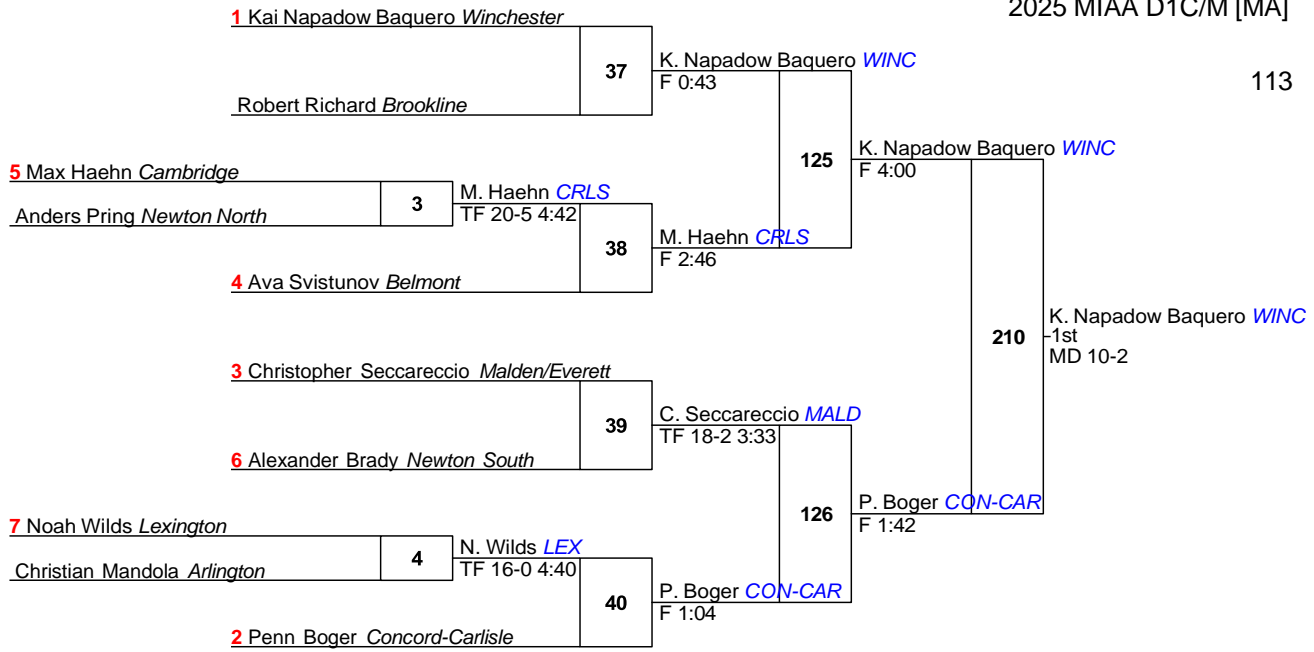 2025 MIAA D1C/M [MA]
113
1 Kai Napadow Baquero Winchester
37
Robert Richard Brookline
K. Napadow Baquero WINC
F 0:43
5 Max Haehn Cambridge
3
Anders Pring Newton North
M. Haehn CRLS
TF 20-5 4:42
38
4 Ava Svistunov Belmont
M. Haehn CRLS
F 2:46
125
K. Napadow Baquero WINC
F 4:00
3 Christopher Seccareccio Malden/Everett
39
6 Alexander Brady Newton South
C. Seccareccio MALD
TF 18-2 3:33
7 Noah Wilds Lexington
4
Christian Mandola Arlington
N. Wilds LEX
TF 16-0 4:40
40
2 Penn Boger Concord-Carlisle
P. Boger CON-CAR
F 1:04
126
P. Boger CON-CAR
F 1:42
210
K. Napadow Baquero WINC
1st
MD 10-2